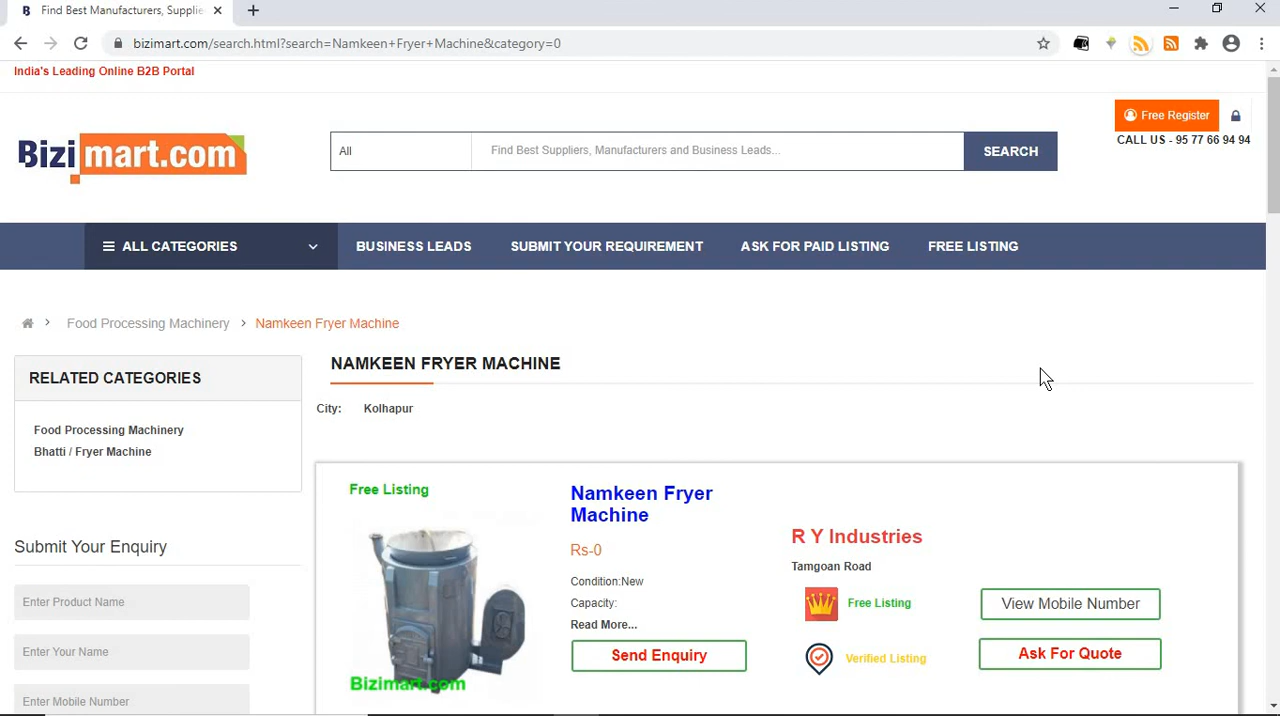 Find Best Manufacturers, Supplie
bizimart.com/search.html?search=Namkeen+Fryer+Machine&category=0
India's Leading Online B2B Portal
Free Register
CALL US - 95 77 66 94 94
Bizimart.com
All
Find Best Suppliers, Manufacturers and Business Leads...
SEARCH
ALL CATEGORIES
BUSINESS LEADS
SUBMIT YOUR REQUIREMENT
ASK FOR PAID LISTING
FREE LISTING
Food Processing Machinery > Namkeen Fryer Machine
RELATED CATEGORIES
Food Processing Machinery
Bhatti / Fryer Machine
Submit Your Enquiry
Enter Product Name
Enter Your Name
Enter Mobile Number
NAMKEEN FRYER MACHINE
City: Kolhapur
Free Listing
Bizimart.com
Namkeen Fryer
Machine
Rs-0
Condition:New
Capacity:
Read More...
Send Enquiry
R Y Industries
Tamgoan Road
Free Listing
Verified Listing
View Mobile Number
Ask For Quote